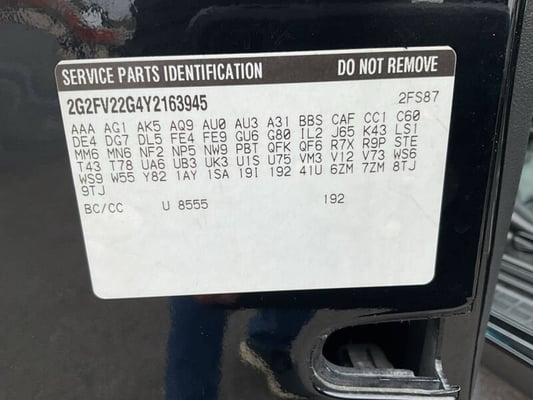 SERVICE PARTS IDENTIFICATION DO NOT REMOVE
2G2FV22G4Y2163945 2FS87
AAA AG1 AK5 AQ9 AU0 AU3 A31 BBS CAF CC1 C60
DE4 DG7 DL5 FE4 FE9 GU6 G80 IL2 J65 K43 LS1
MM6 MN6 NF2 NP5 NW9 PBT QFK QF6 R7X R9P STE
T43 T78 UA6 UB3 UK3 U1S U75 VM3 V12 V73 WS6
WS9 W55 Y82 1AY 1SA 19I 192 41U 6ZM 7ZM 8TJ
9TJ
BC/CC U 8555 192